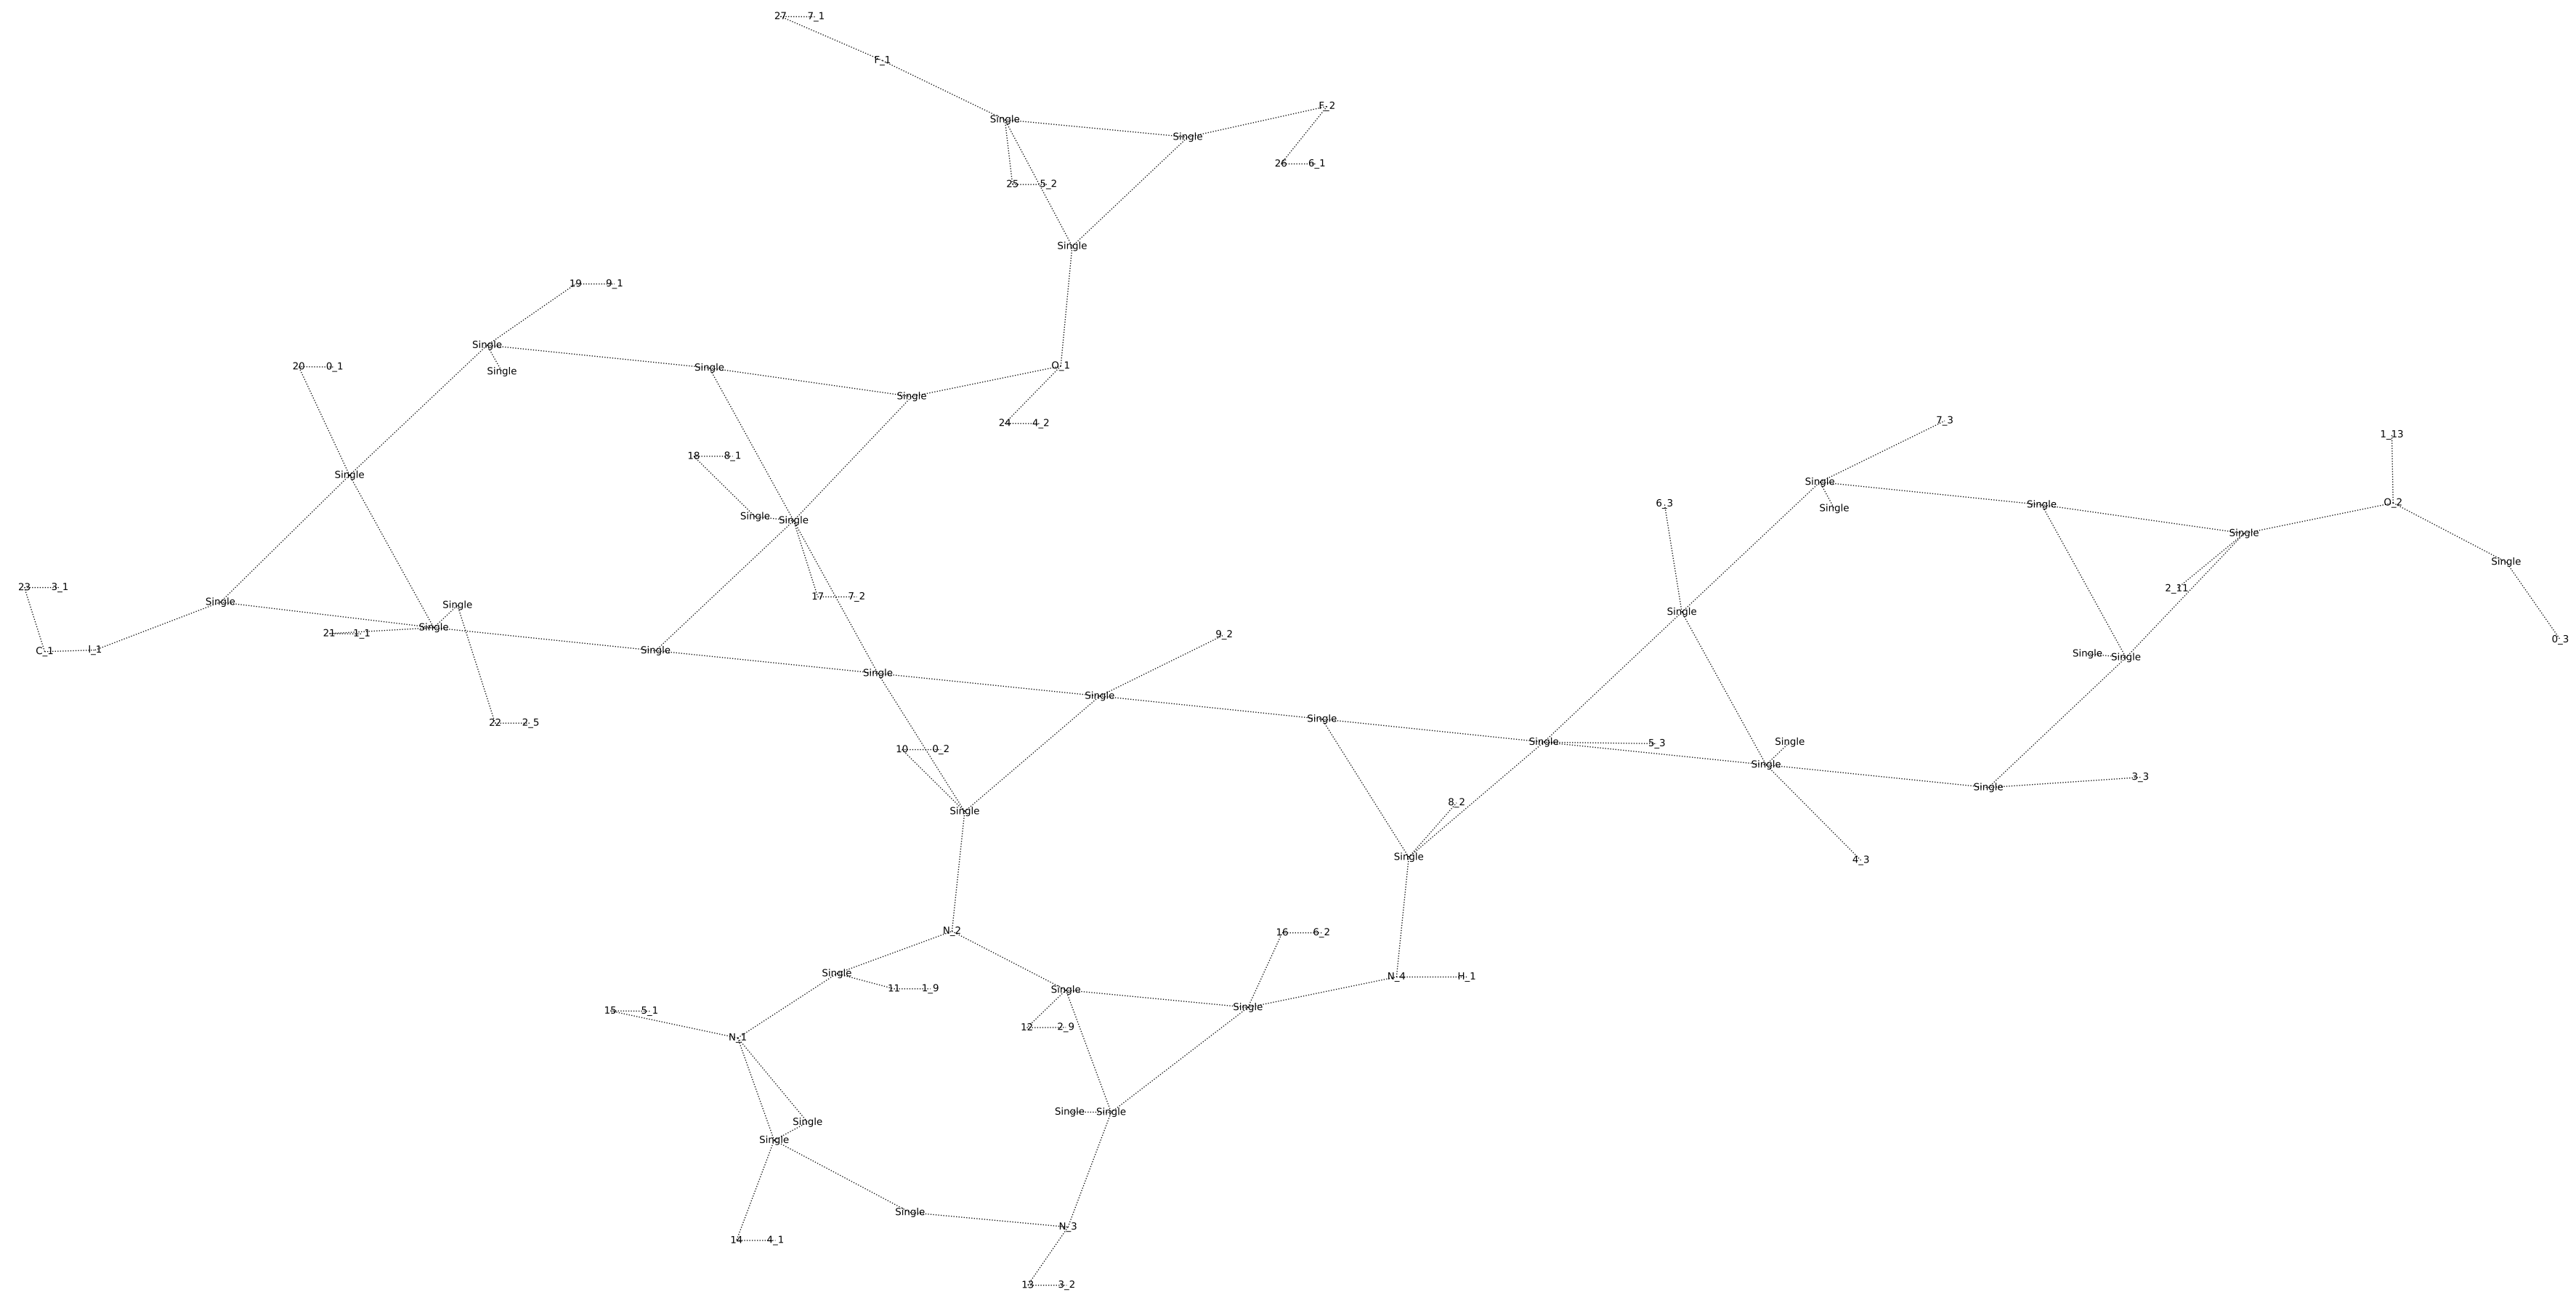 27 7_1
F_1
F_2
Single
Single
26 6_1
25 5_2
Single
19 9_1
Single
20 0_1
Single
Single
O_1
Single
24 4_2
7_3
1_13
18 8_1
Single
Single
6_3
Single
O_2
Single
Single
Single
Single
Single
23 3_1
17 7_2
2_11
Single
Single
Single
21 1_1
Single
9_2
0_3
C_1
I_1
Single
Single
Single
Single
Single
Single
22 2_5
Single
Single
5_3
10 0_2
Single
3_3
Single
8_2
Single
Single
4_3
N_2
16 6_2
Single
N_4
H_1
11 1_9
Single
Single
15 5_1
12 2_9
N_1
Single
Single
Single
Single
Single
N_3
14 4_1
13 3_2